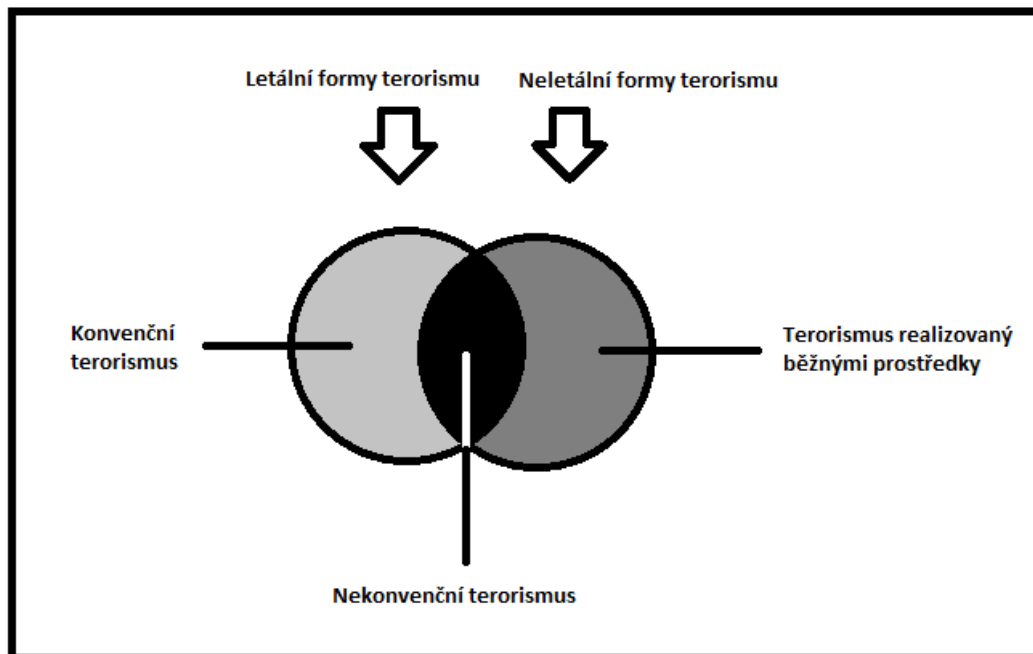 Letální formy terorismu
Neletální formy terorismu
Konvenční
terorismus
Terorismus realizovaný
běžnými prostředky
Nekonvenční terorismus